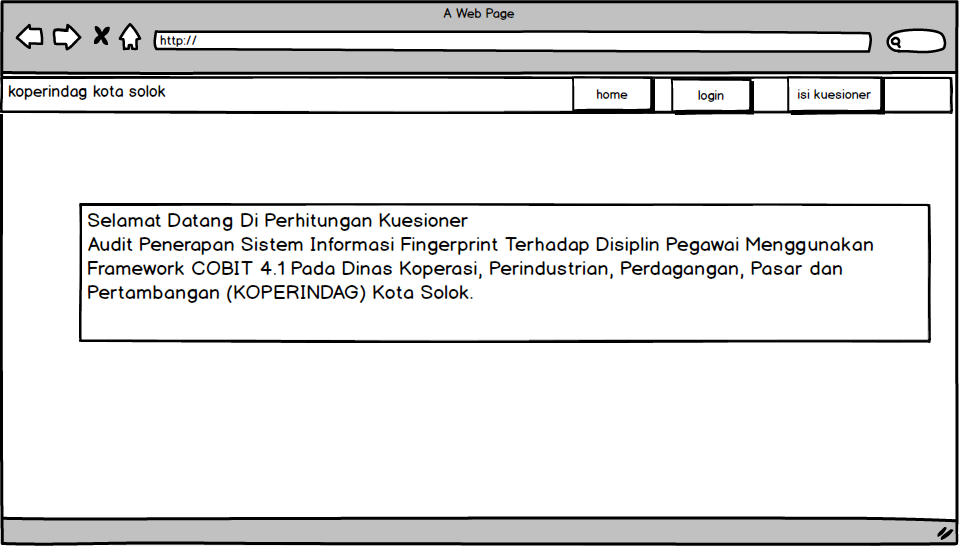 A Web Page
http://
koperindag kota solok
home
login
isi kuesioner
Selamat Datang Di Perhitungan Kuesioner
Audit Penerapan Sistem Informasi Fingerprint Terhadap Disiplin Pegawai Menggunakan
Framework COBIT 4.1 Pada Dinas Koperasi, Perindustrian, Perdagangan, Pasar dan
Pertambangan (KOPERINDAG) Kota Solok.